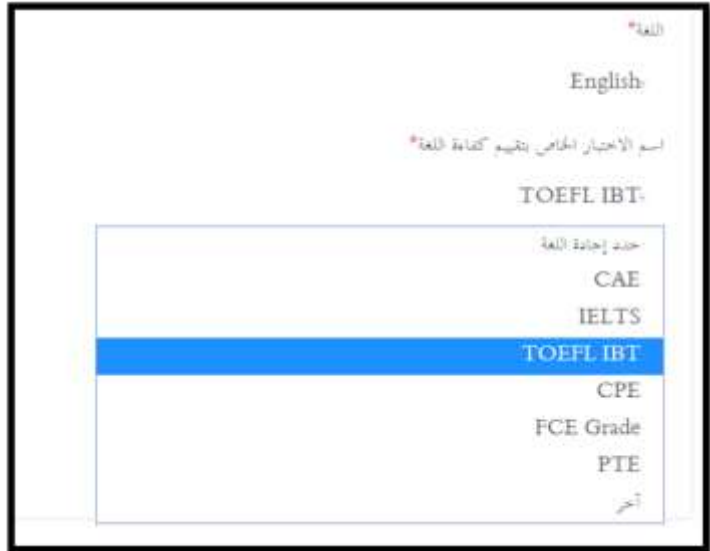 اللغة*
English
اسم الاختبار الخاص بتقييم كفاءة اللغة*
TOEFL IBT
حدد إجادة اللغة
CAE
IELTS
TOEFL IBT
CPE
FCE Grade
PTE
آخر